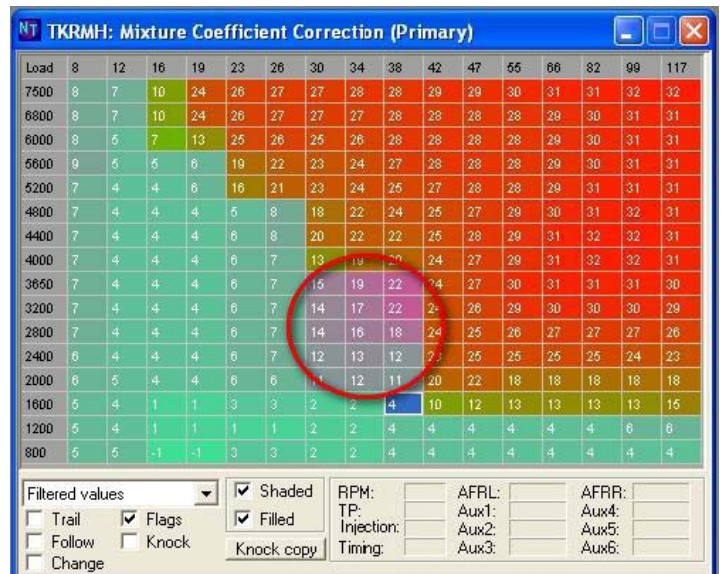 NT TKRMH: Mixture Coefficient Correction (Primary)
Load 8 12 16 19 23 26 30 34 38 42 47 55 66 82 99 117
7500 8 7 10 24 26 27 27 28 28 29 29 30 31 31 32 32
6800 8 7 10 24 26 26 27 27 28 28 28 28 29 30 31 31
6000 8 6 7 13 25 26 25 26 28 28 28 28 29 30 31 31
5600 9 5 5 6 19 22 23 24 27 28 28 28 29 30 31 31
5200 7 4 4 6 16 21 23 24 25 27 28 28 29 31 31 31
4800 7 4 4 4 5 8 18 22 24 25 27 29 30 31 32 31
4400 7 4 4 4 6 8 20 22 22 25 28 29 31 32 32 31
4000 7 4 4 4 6 7 13 19 24 27 29 31 32 31 31
3650 7 4 4 4 6 7 15 19 22 24 27 30 31 31 31 30
3200 7 4 4 4 6 7 14 17 22 26 29 30 30 30 29
2800 7 4 4 4 6 7 14 16 18 24 25 26 27 27 27 26
2400 6 4 4 4 6 7 12 13 12 25 25 25 25 24 23
2000 6 5 4 4 6 6 12 11 20 22 18 18 18 18 18
1600 5 4 1 1 3 3 2 2 4 10 12 13 13 13 13 15
1200 5 4 1 1 1 1 2 2 4 4 4 4 4 4 6 6
800 5 5 -1 -1 3 3 2 2 4 4 4 4 4 4 4 4
Filtered values
Shaded
RPM: AFRL: AFRR:
Trail Flags
Filled
TP: Aux1: Aux4:
Follow Knock
Injection: Aux2: Aux5:
Change
Knock copy
Timing: Aux3: Aux6: